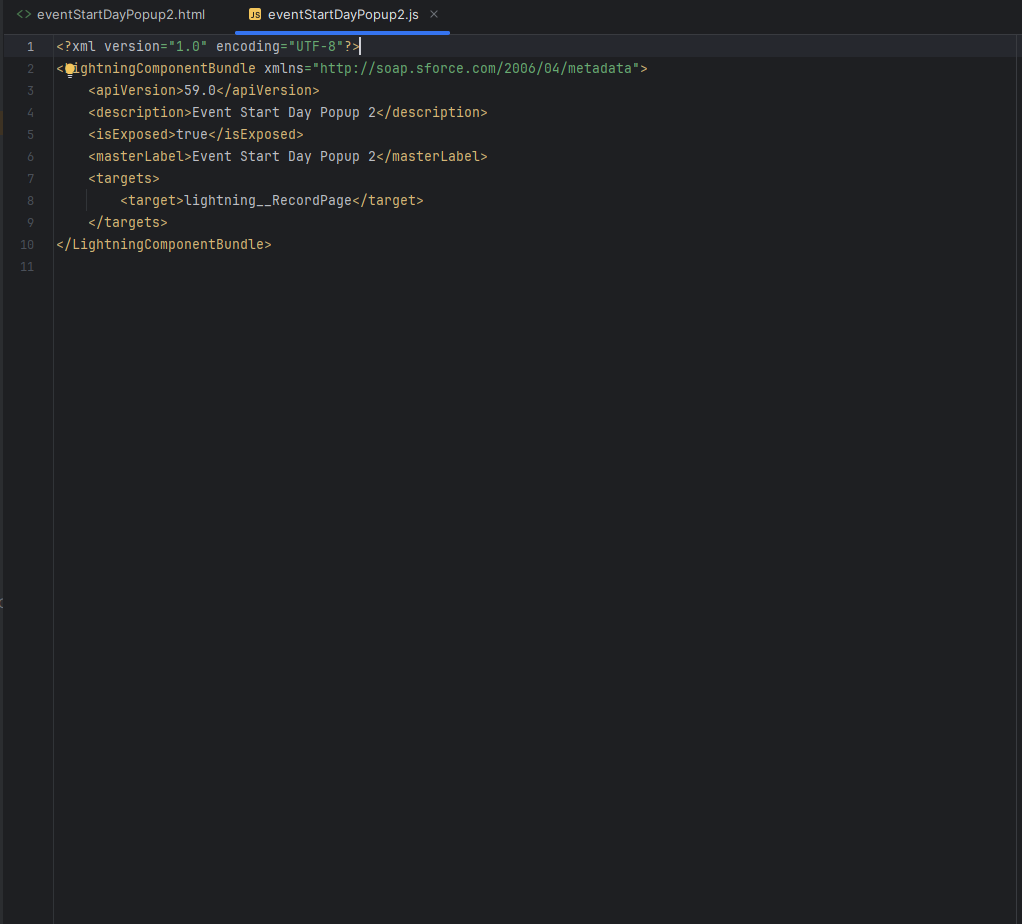 eventStartDayPopup2.html
JS eventStartDayPopup2.js
1 <?xml version="1.0" encoding="UTF-8"?>
2 <LightningComponentBundle xmlns="http://soap.sforce.com/2006/04/metadata">
3 <apiVersion>59.0</apiVersion>
4 <description>Event Start Day Popup 2</description>
5 <isExposed>true</isExposed>
6 <masterLabel>Event Start Day Popup 2</masterLabel>
7 <targets>
8 <target>lightning__RecordPage</target>
9 </targets>
10 </LightningComponentBundle>
11